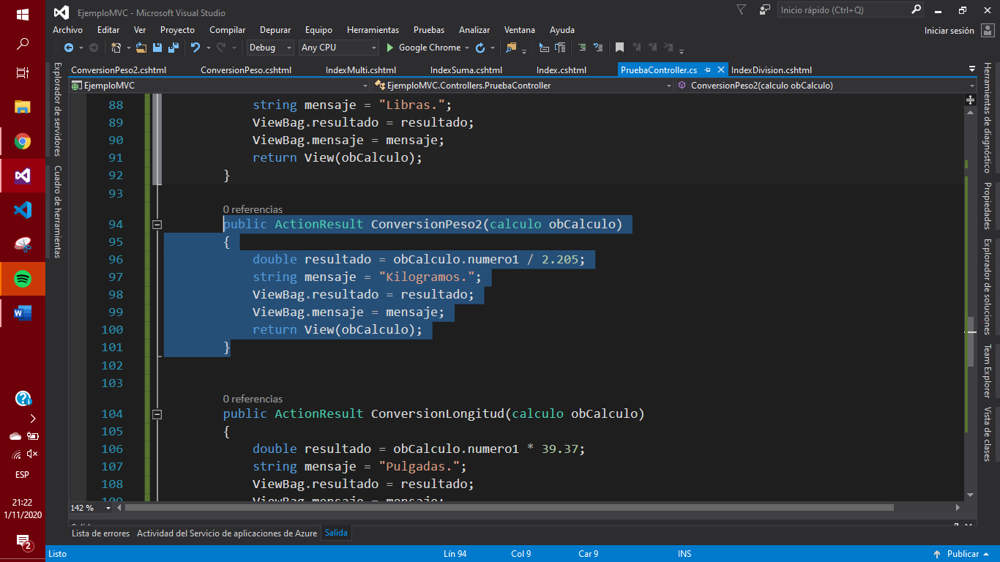 EjemploMVC - Microsoft Visual Studio
Inicio rápido (Ctrl+Q)
Archivo Editar Ver Proyecto Compilar Depurar Equipo Herramientas Pruebas Analizar Ventana Ayuda
Iniciar sesión
Debug Any CPU Google Chrome
ConversionPeso2.cshtml ConversionPeso.cshtml IndexMulti.cshtml IndexSuma.cshtml Index.cshtml PruebaController.cs IndexDivision.cshtml
EjemploMVC EjemploMVC.Controllers.PruebaController ConversionPeso2(calculo obCalculo)
Explorador de servidores
Cuadro de herramientas
88 string mensaje = "Libras.";
89 ViewBag.resultado = resultado;
90 ViewBag.mensaje = mensaje;
91 return View(obCalculo);
92 }
93
0 referencias
94 public ActionResult ConversionPeso2(calculo obCalculo)
95 {
96 double resultado = obCalculo.numero1 / 2.205;
97 string mensaje = "Kilogramos.";
98 ViewBag.resultado = resultado;
99 ViewBag.mensaje = mensaje;
100 return View(obCalculo);
101 }
102
103
0 referencias
104 public ActionResult ConversionLongitud(calculo obCalculo)
105 {
106 double resultado = obCalculo.numero1 * 39.37;
107 string mensaje = "Pulgadas.";
108 ViewBag.resultado = resultado;
109 ViewBag.mensaje = mensaje;
Herramientas de diagnóstico
Propiedades
Explorador de soluciones
Team Explorer
Vista de clases
142 %
Salida
Lista de errores Actividad del Servicio de aplicaciones de Azure Salida
Listo Lín 94 Col 9 Car 9 INS Publicar
ESP
21:22
1/11/2020
2